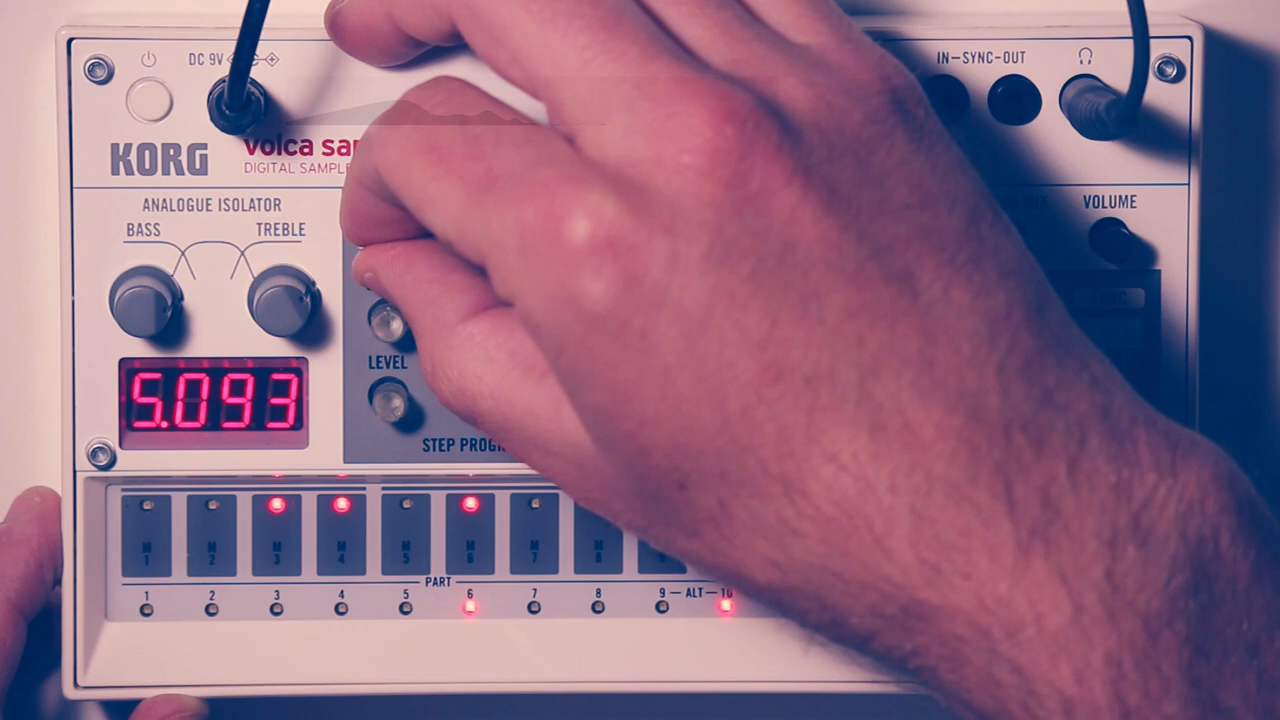 DC 9V
IN—SYNC—OUT
KORG
volca sa
DIGITAL SAMPLE
ANALOGUE ISOLATOR
BASS
TREBLE
VOLUME
5.093
LEVEL
STEP PROG
M M M M M M M M
1 2 3 4 5 6 7 8 9
PART
1 2 3 4 5 6 7 8 9 — ALT — 10